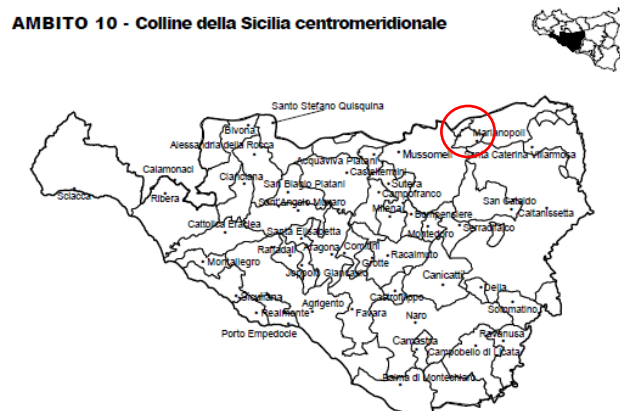 AMBITO 10 - Colline della Sicilia centromeridionale
Santo Stefano Quisquina
Bivona
Marianopoli
Alessandria della Rocca
Acquaviva Platani
Mussomeli
Santa Caterina Villarmosa
Calamonaci
Casteltermini
Cianciana
Sutera
Sciacca
San Biagio Platani
Campofranco
Ribera
Sant'Angelo Muxaro
San Cataldo
Milena
Caltanissetta
Bompensiere
Cattolica Eraclea
Serradifalco
Santa Elisabetta
Montedoro
Raffadali
Aragona
Comitini
Racalmuto
Montallegro
Grotte
Joppolo Giancaxio
Canicattì
Delia
Siculiana
Castrofilippo
Agrigento
Sommatino
Realmonte
Favara
Naro
Porto Empedocle
Ravanusa
Camastra
Campobello di Licata
Palma di Montechiaro